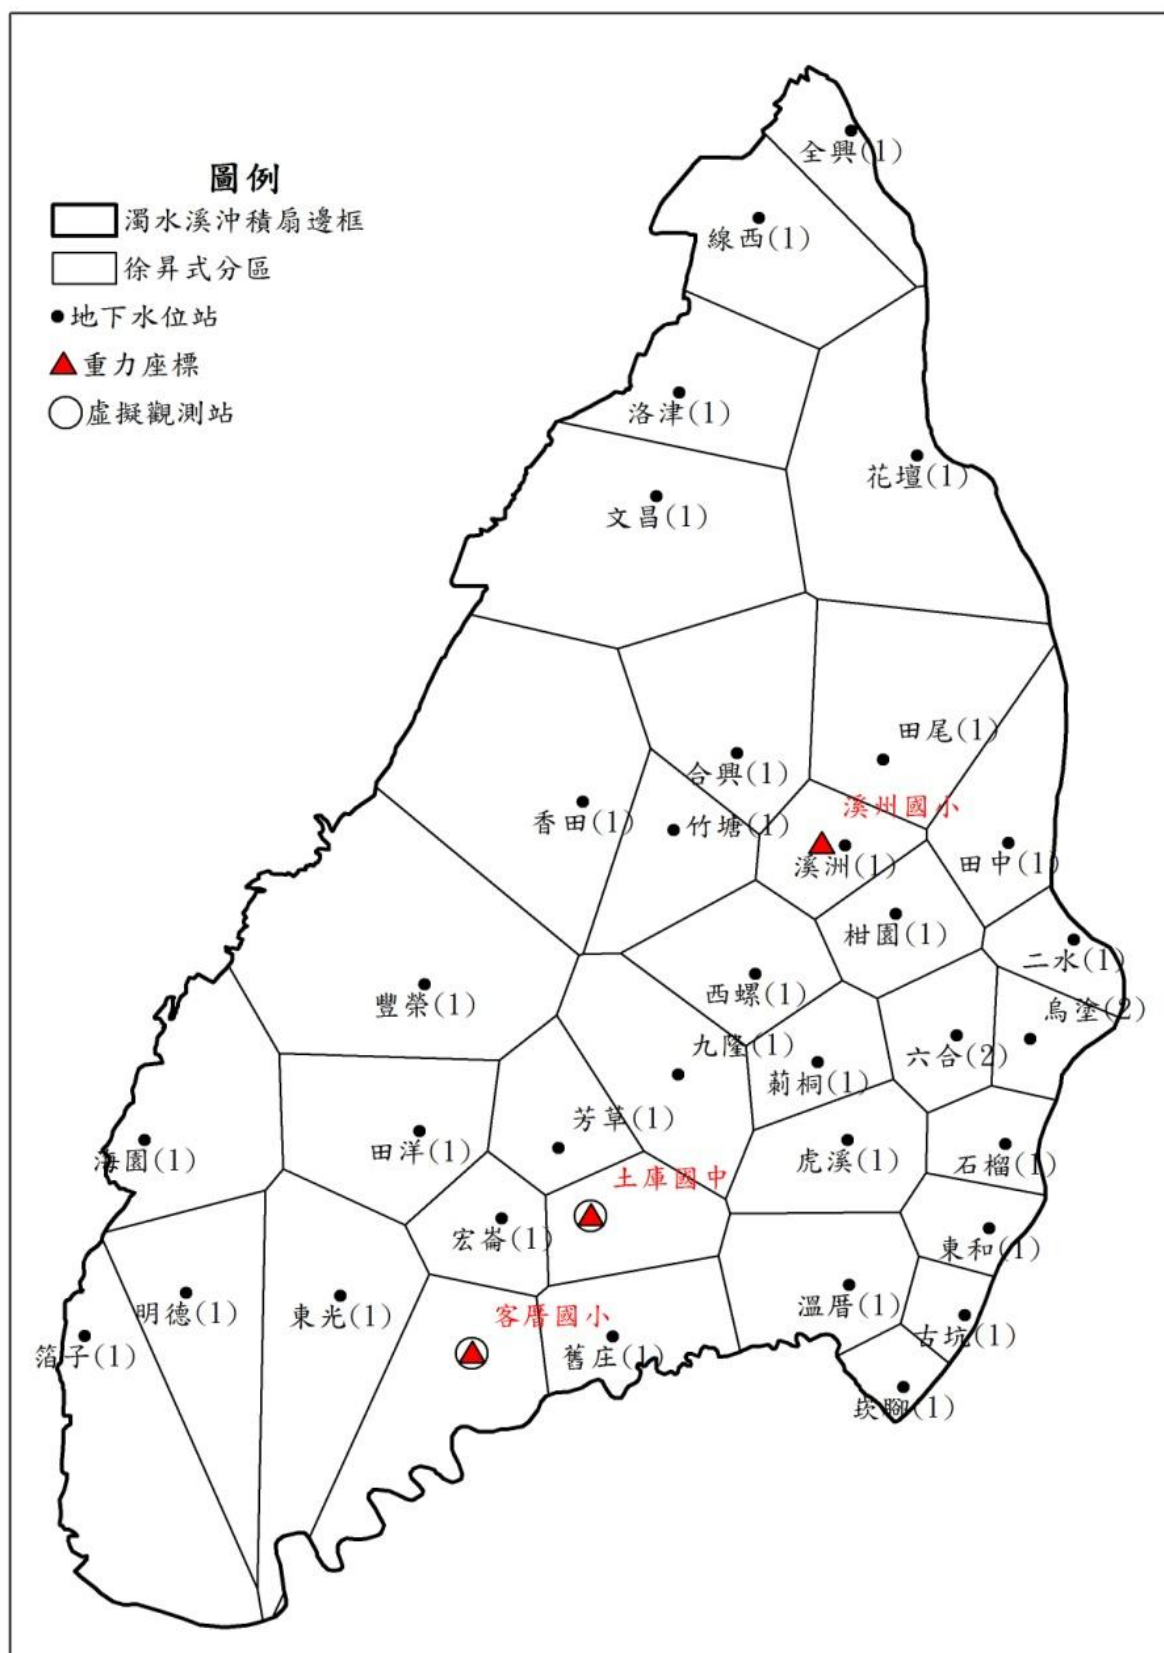 圖例
濁水溪沖積扇邊框
徐昇式分區
地下水位站
重力座標
虛擬觀測站
全興(1)
線西(1)
洛津(1)
花壇(1)
文昌(1)
田尾(1)
合興(1)
溪州國小
香田(1)
竹塘(1)
溪洲(1)
田中(1)
柑園(1)
二水(1)
西螺(1)
豐榮(1)
烏塗(2)
九隆(1)
六合(2)
莿桐(1)
芳草(1)
田洋(1)
海園(1)
虎溪(1)
石榴(1)
土庫國中
宏崙(1)
東和(1)
明德(1)
東光(1)
溫厝(1)
客厝國小
古坑(1)
箔子(1)
舊庄(1)
崁腳(1)